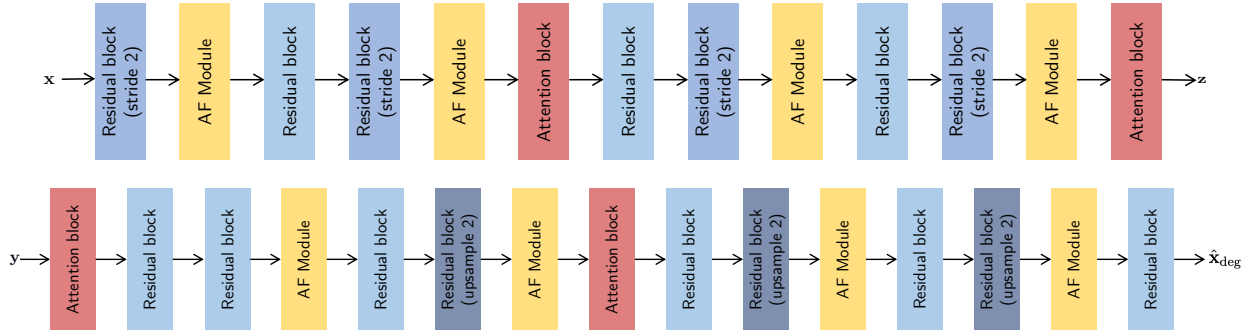 x
Residual block
(stride 2)
AF Module
Residual block
Residual block
(stride 2)
AF Module
Attention block
Residual block
Residual block
(stride 2)
AF Module
Residual block
Residual block
(stride 2)
AF Module
Attention block
z
y
Attention block
Residual block
Residual block
AF Module
Residual block
Residual block
(upsample 2)
AF Module
Attention block
Residual block
Residual block
(upsample 2)
AF Module
Residual block
Residual block
(upsample 2)
AF Module
Residual block
x̂_deg